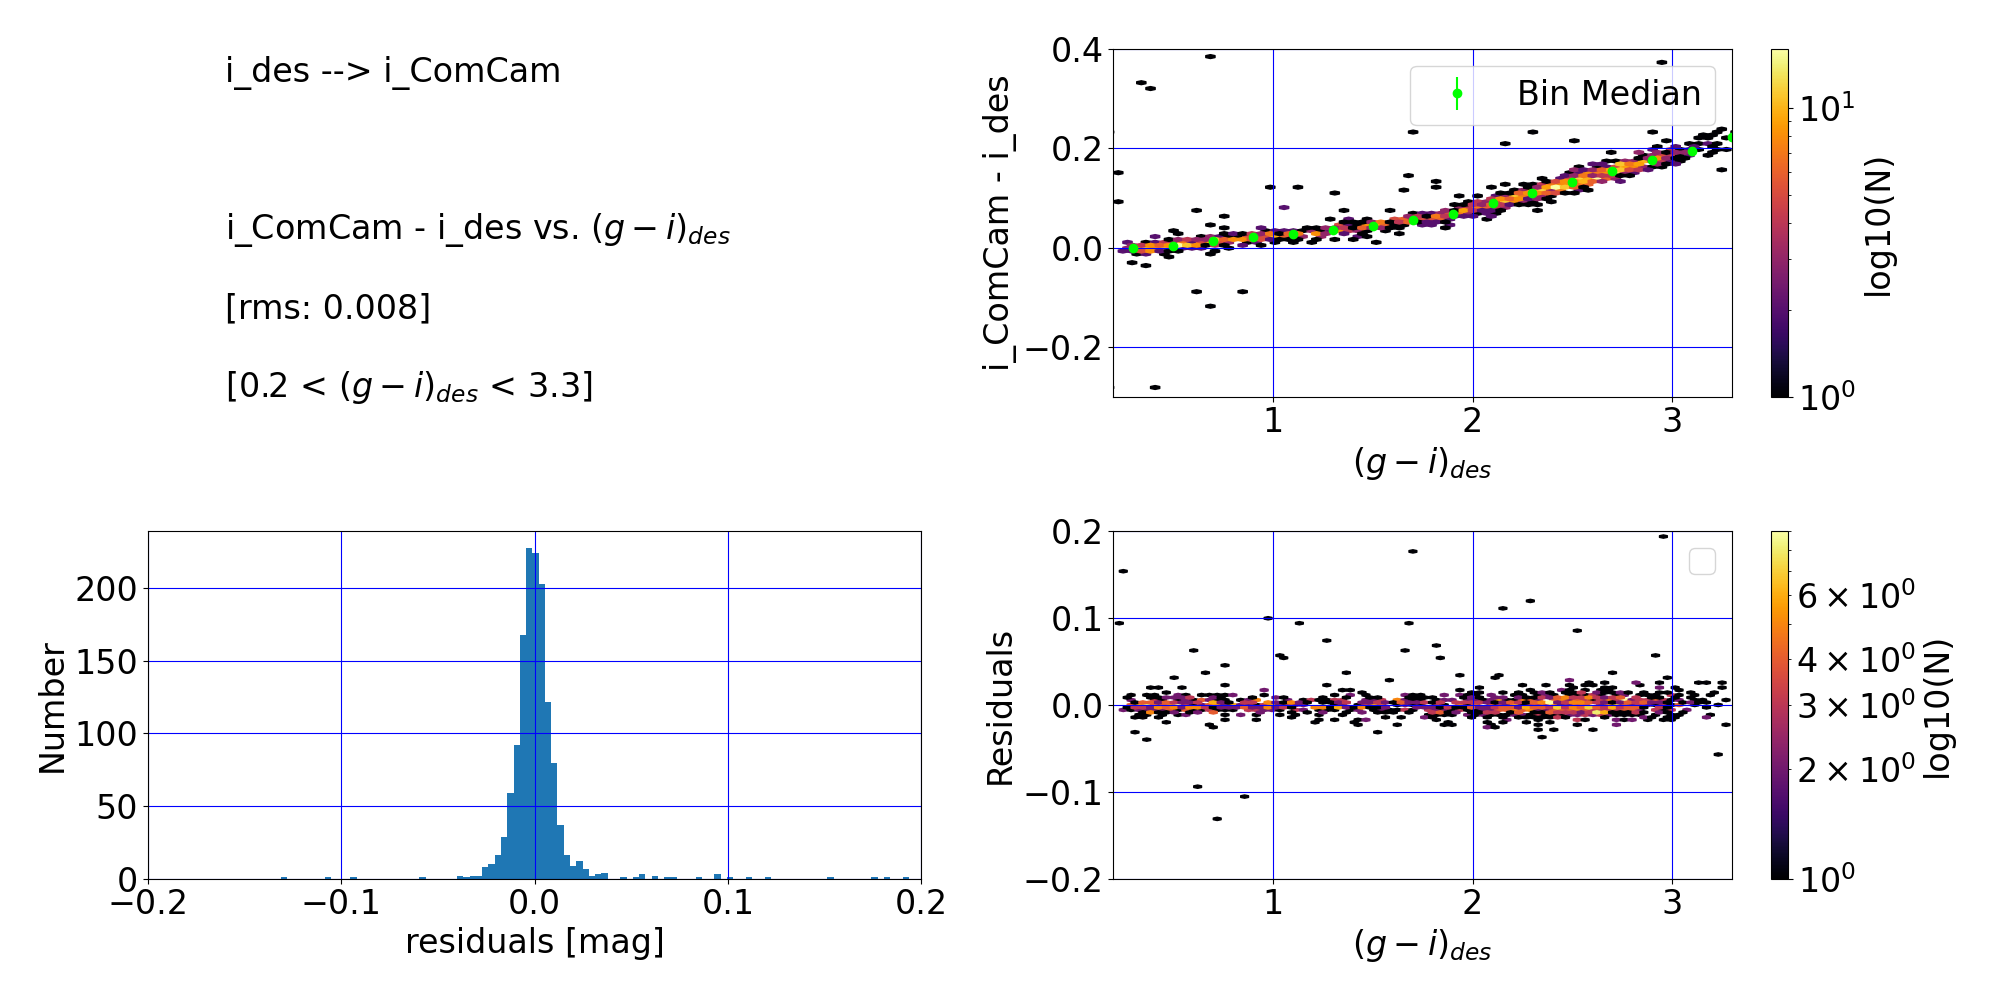 i_des --> i_ComCam
i_ComCam - i_des vs. (g − i)des
[rms: 0.008]
[0.2 < (g − i)des < 3.3]
i_ComCam - i_des
0.4
0.2
0.0
−0.2
Bin Median
1 2 3
(g − i)des
10¹
10⁰
log10(N)
Number
200
150
100
50
0
−0.2 −0.1 0.0 0.1 0.2
residuals [mag]
Residuals
0.2
0.1
0.0
−0.1
−0.2
1 2 3
(g − i)des
6 × 10⁰
4 × 10⁰
3 × 10⁰
2 × 10⁰
10⁰
log10(N)